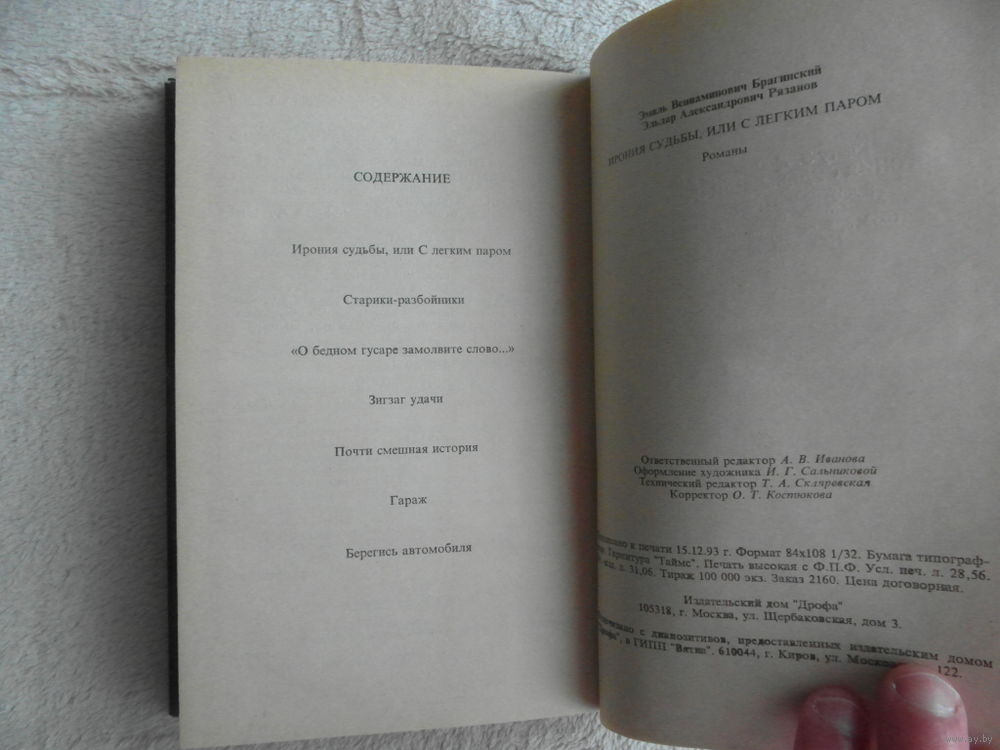 СОДЕРЖАНИЕ
Ирония судьбы, или С легким паром
Старики-разбойники
«О бедном гусаре замолвите слово...»
Зигзаг удачи
Почти смешная история
Гараж
Берегись автомобиля
Эмиль Вениаминович Брагинский
Эльдар Александрович Рязанов
ИРОНИЯ СУДЬБЫ, ИЛИ С ЛЕГКИМ ПАРОМ
Романы
Ответственный редактор А. В. Иванова
Оформление художника И. Г. Сальниковой
Технический редактор Т. А. Скляревская
Корректор О. Т. Костюкова
к печати 15.12.93 г. Формат 84х108 1/32. Бумага типограф-
Гарнитура "Таймс". Печать высокая с Ф.П.Ф. Усл. печ. л. 28,56.
л. 31,06. Тираж 100 000 экз. Заказ 2160. Цена договорная.
Издательский дом "Дрофа"
105318, г. Москва, ул. Щербаковская, дом 3.
с диапозитивов, предоставленных издательским домом
в ГИПП "Вятка". 610044, г. Киров, ул.
122.